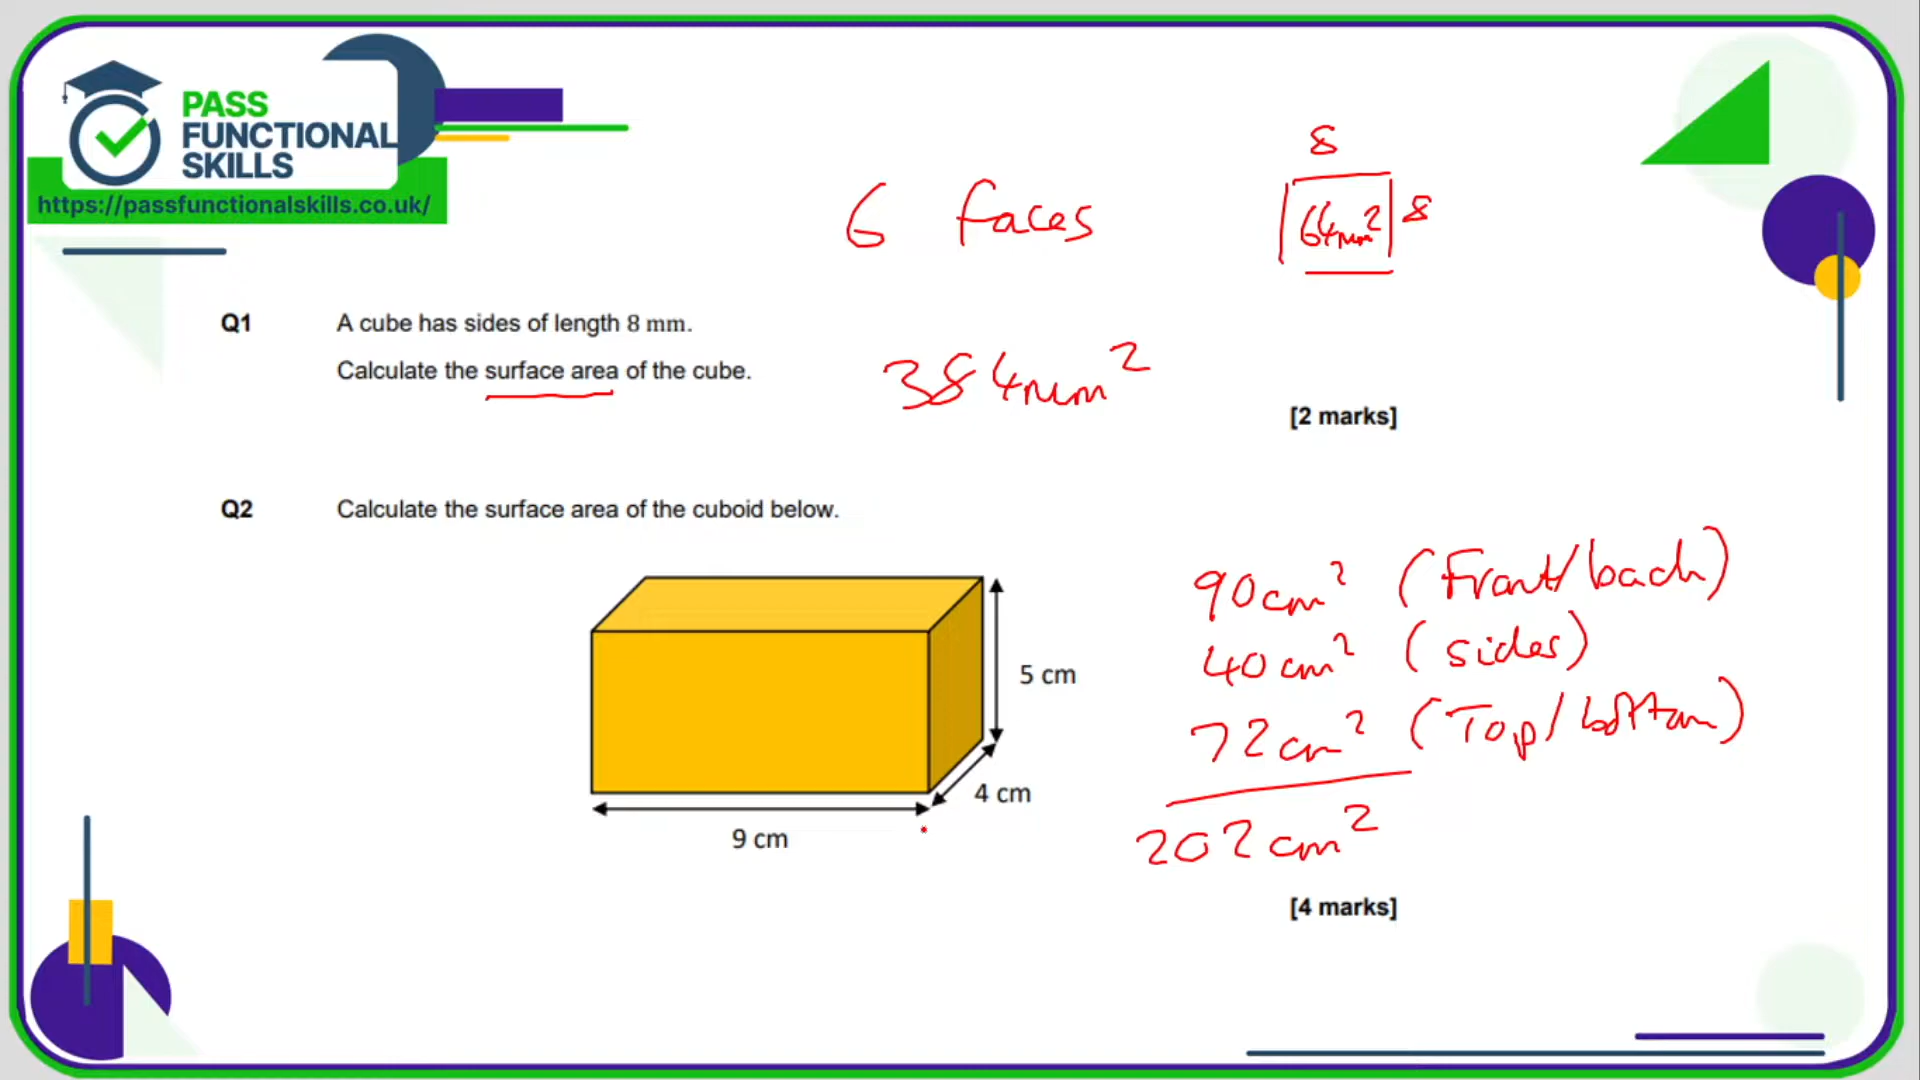 PASS
FUNCTIONAL
SKILLS
https://passfunctionalskills.co.uk/
6 faces
8
64mm² 8
Q1 A cube has sides of length 8 mm.
Calculate the surface area of the cube.
384mm²
[2 marks]
Q2 Calculate the surface area of the cuboid below.
90cm² (Front/back)
40cm² (sides)
5 cm
72cm² (Top/bottom)
4 cm
9 cm
202cm²
[4 marks]